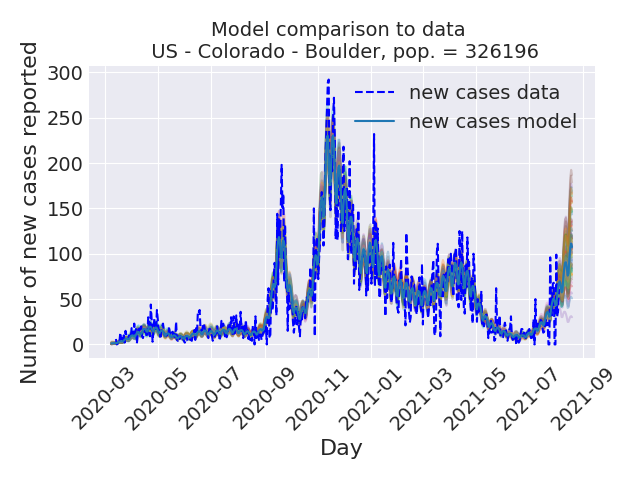 Model comparison to data
US - Colorado - Boulder, pop. = 326196
Number of new cases reported
300
250
200
150
100
50
0
new cases data
new cases model
2020-03
2020-05
2020-07
2020-09
2020-11
2021-01
2021-03
2021-05
2021-07
2021-09
Day